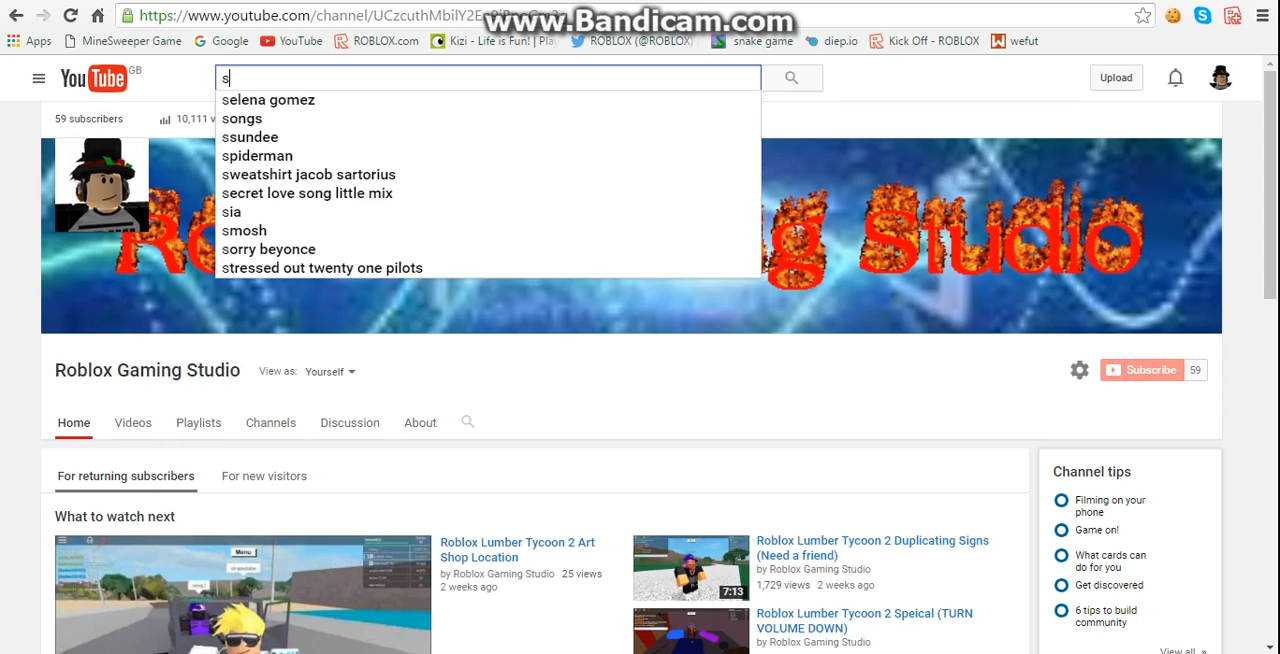 https://www.youtube.com/channel/UCzcuthMbilY2E
www.Bandicam.com
Apps MineSweeper Game Google YouTube ROBLOX.com Kizi - Life is Fun! | Pla ROBLOX (@ROBLOX) snake game diep.io Kick Off - ROBLOX wefut
YouTube GB
s
Upload
selena gomez
songs
ssundee
spiderman
sweatshirt jacob sartorius
secret love song little mix
sia
smosh
sorry beyonce
stressed out twenty one pilots
59 subscribers
10,111 v
Ro
ng Studio
Roblox Gaming Studio
View as: Yourself
Subscribe 59
Home Videos Playlists Channels Discussion About
For returning subscribers For new visitors
What to watch next
Menu
Roblox Lumber Tycoon 2 Art
Shop Location
by Roblox Gaming Studio 25 views
2 weeks ago
7:13
Roblox Lumber Tycoon 2 Duplicating Signs
(Need a friend)
by Roblox Gaming Studio
1,729 views 2 weeks ago
Roblox Lumber Tycoon 2 Speical (TURN
VOLUME DOWN)
by Roblox Gaming Studio
Channel tips
Filming on your
phone
Game on!
What cards can
do for you
Get discovered
6 tips to build
community
View all »